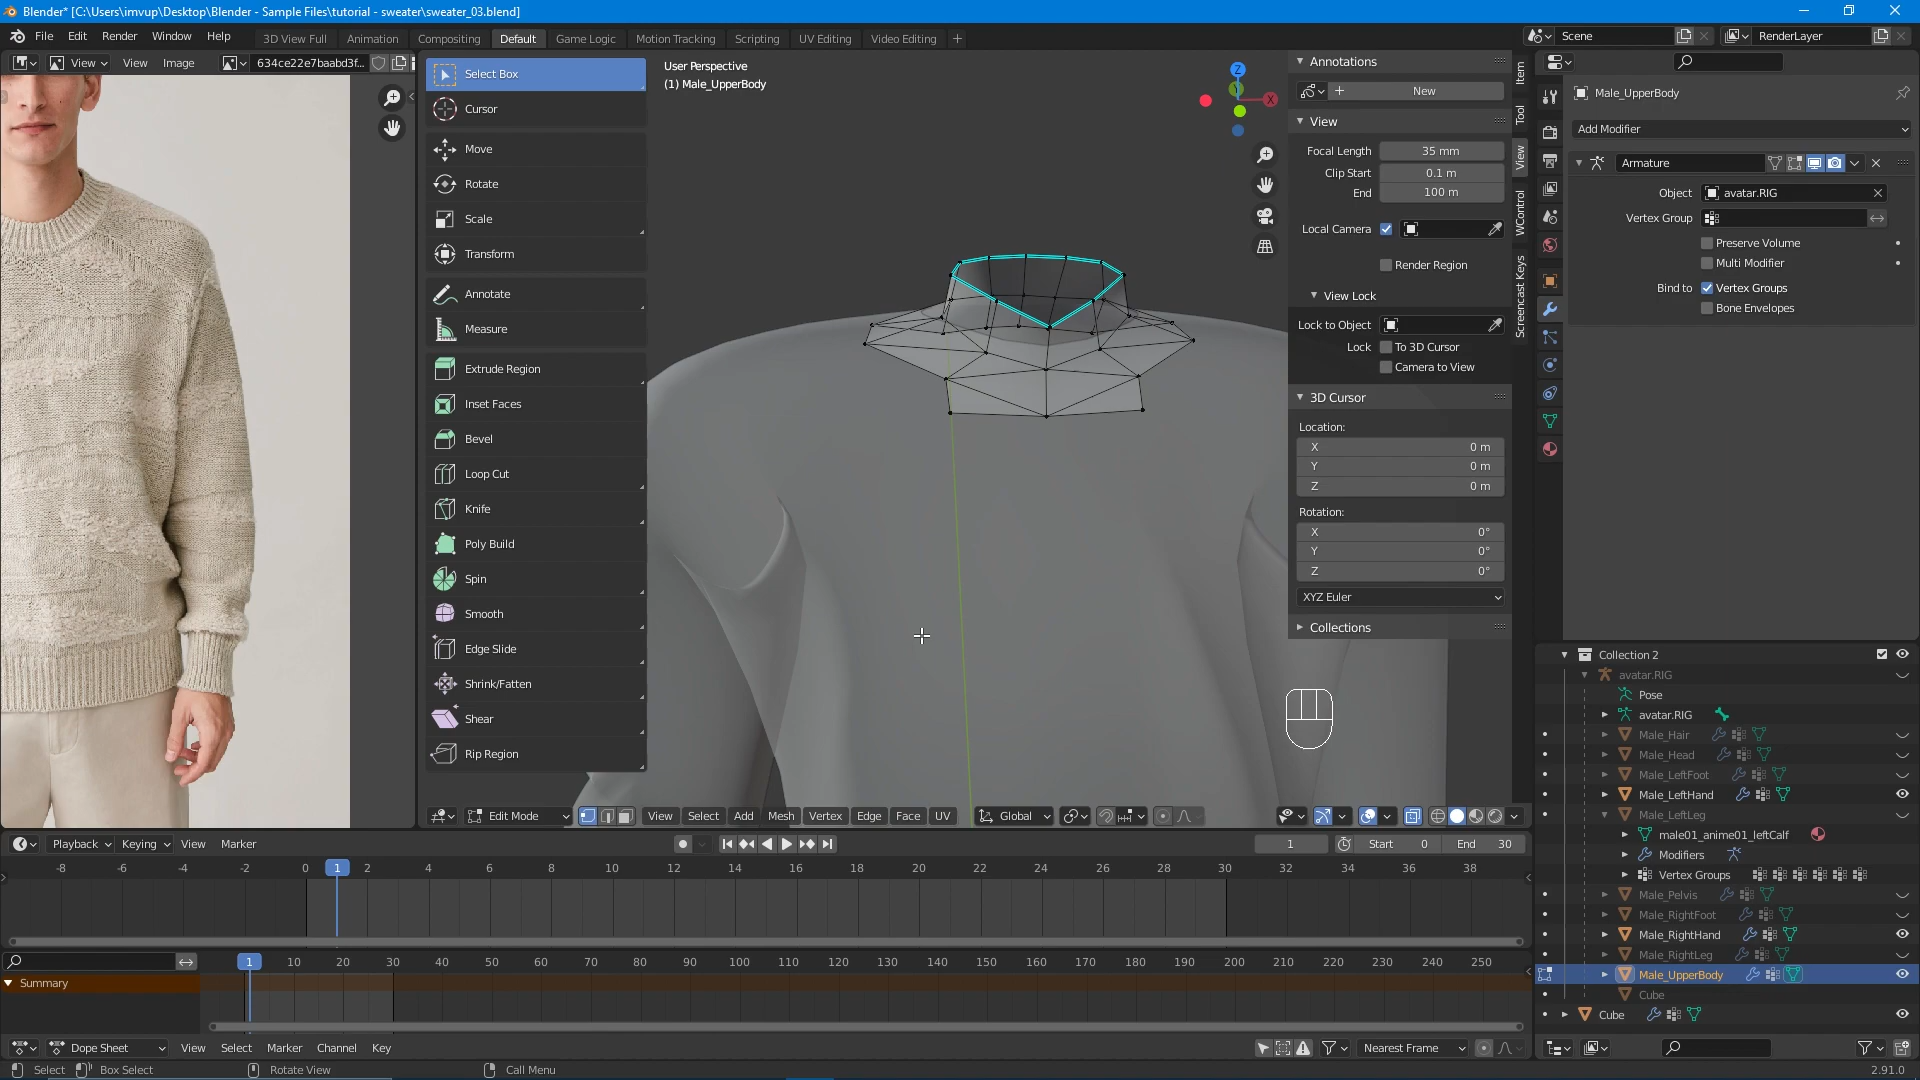 Blender* [C:\Users\imvup\Desktop\Blender - Sample Files\tutorial - sweater\sweater_03.blend]
File Edit Render Window Help
3D View Full Animation Compositing Default Game Logic Motion Tracking Scripting UV Editing Video Editing +
Scene
RenderLayer
View View Image 634ce22e7baabd3f...
Select Box
Cursor
Move
Rotate
Scale
Transform
Annotate
Measure
Extrude Region
Inset Faces
Bevel
Loop Cut
Knife
Poly Build
Spin
Smooth
Edge Slide
Shrink/Fatten
Shear
Rip Region
User Perspective
(1) Male_UpperBody
Z
X
Annotations
New
View
Focal Length 35 mm
Clip Start 0.1 m
End 100 m
Local Camera
Render Region
View Lock
Lock to Object
Lock To 3D Cursor
Camera to View
3D Cursor
Location:
X 0 m
Y 0 m
Z 0 m
Rotation:
X 0°
Y 0°
Z 0°
XYZ Euler
Collections
Item
Tool
View
WControl
Screencast Keys
Male_UpperBody
Add Modifier
Armature
Object avatar.RIG
Vertex Group
Preserve Volume
Multi Modifier
Bind to Vertex Groups
Bone Envelopes
Collection 2
avatar.RIG
Pose
avatar.RIG
Male_Hair
Male_Head
Male_LeftFoot
Male_LeftHand
Male_LeftLeg
male01_anime01_leftCalf
Modifiers
Vertex Groups
Male_Pelvis
Male_RightFoot
Male_RightHand
Male_RightLeg
Male_UpperBody
Cube
Cube
Edit Mode View Select Add Mesh Vertex Edge Face UV Global
Playback Keying View Marker 1 Start 0 End 30
-8 -6 -4 -2 0 1 2 4 6 8 10 12 14 16 18 20 22 24 26 28 30 32 34 36 38
1 10 20 30 40 50 60 70 80 90 100 110 120 130 140 150 160 170 180 190 200 210 220 230 240 250
Summary
Dope Sheet View Select Marker Channel Key Nearest Frame
Select Box Select Rotate View Call Menu 2.91.0